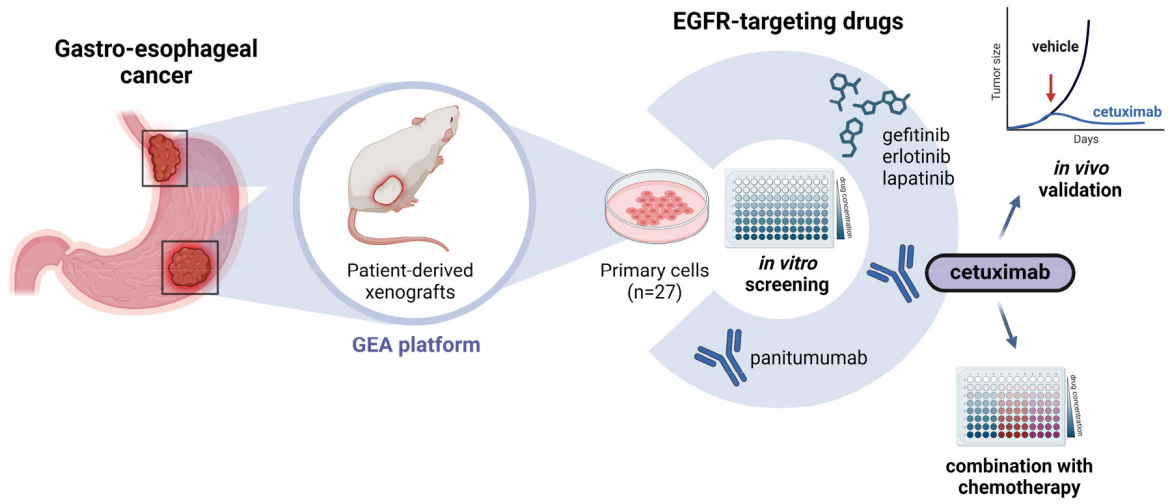 Gastro-esophageal
cancer
Patient-derived
xenografts
GEA platform
Primary cells
(n=27)
EGFR-targeting drugs
gefitinib
erlotinib
lapatinib
drug concentration
in vitro
screening
panitumumab
cetuximab
Tumor size
vehicle
cetuximab
Days
in vivo
validation
drug concentration
combination with
chemotherapy